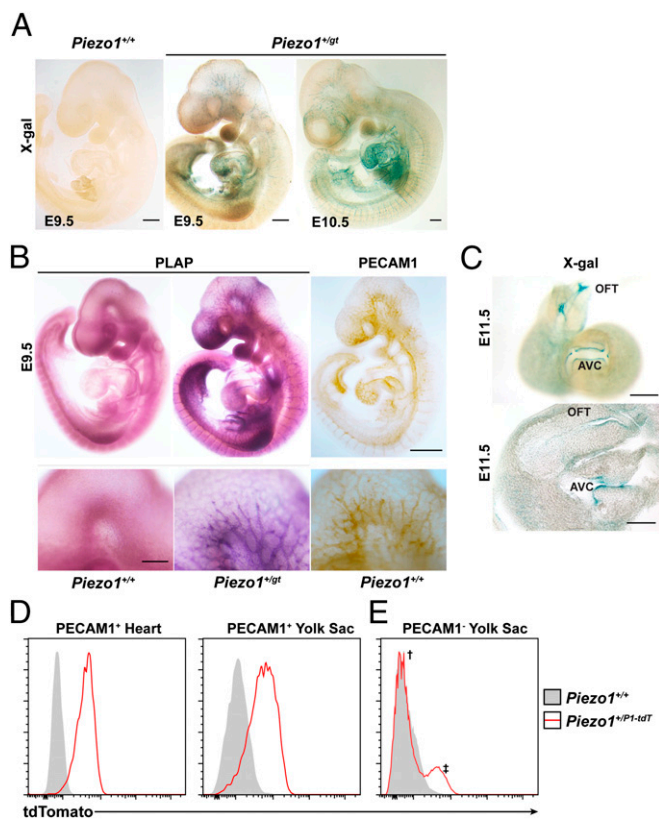 A
Piezo1+/+
Piezo1+/gt
X-gal
E9.5
E9.5
E10.5
B
PLAP
PECAM1
E9.5
Piezo1+/+
Piezo1+/gt
Piezo1+/+
C
X-gal
E11.5
OFT
AVC
E11.5
OFT
AVC
D
PECAM1+ Heart
PECAM1+ Yolk Sac
E
PECAM1- Yolk Sac
†
‡
Piezo1+/+
Piezo1+/P1-tdT
tdTomato